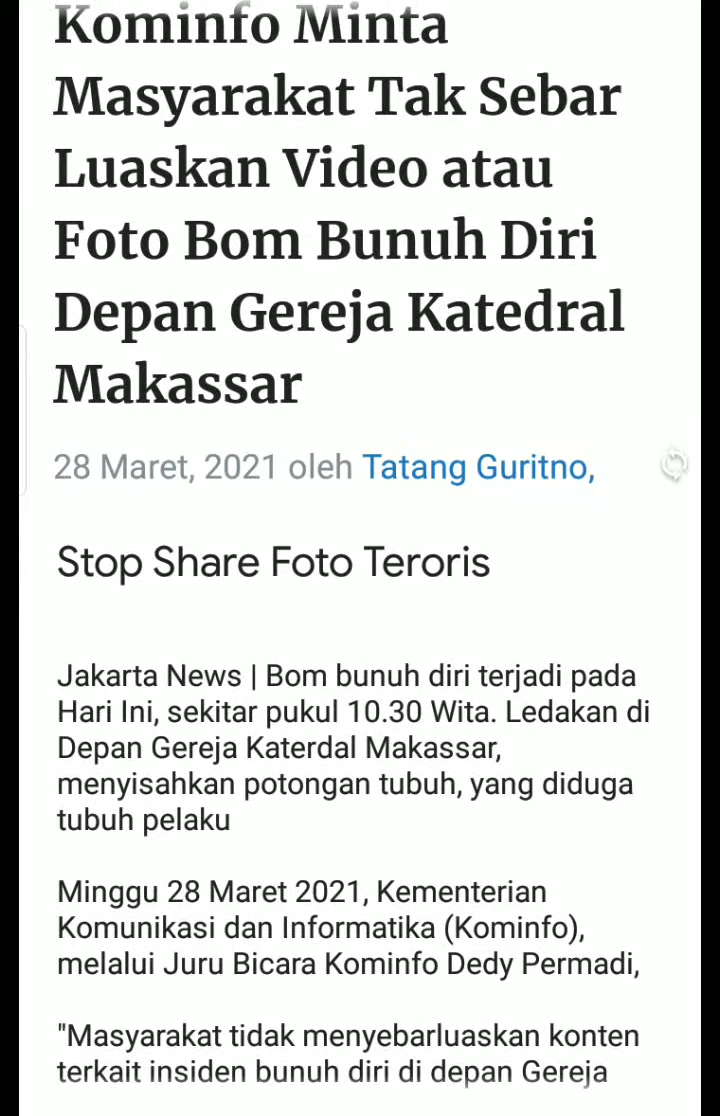 Kominfo Minta
Masyarakat Tak Sebar
Luaskan Video atau
Foto Bom Bunuh Diri
Depan Gereja Katedral
Makassar
28 Maret, 2021 oleh Tatang Guritno,
Stop Share Foto Teroris
Jakarta News | Bom bunuh diri terjadi pada
Hari Ini, sekitar pukul 10.30 Wita. Ledakan di
Depan Gereja Katerdal Makassar,
menyisahkan potongan tubuh, yang diduga
tubuh pelaku
Minggu 28 Maret 2021, Kementerian
Komunikasi dan Informatika (Kominfo),
melalui Juru Bicara Kominfo Dedy Permadi,
"Masyarakat tidak menyebarluaskan konten
terkait insiden bunuh diri di depan Gereja